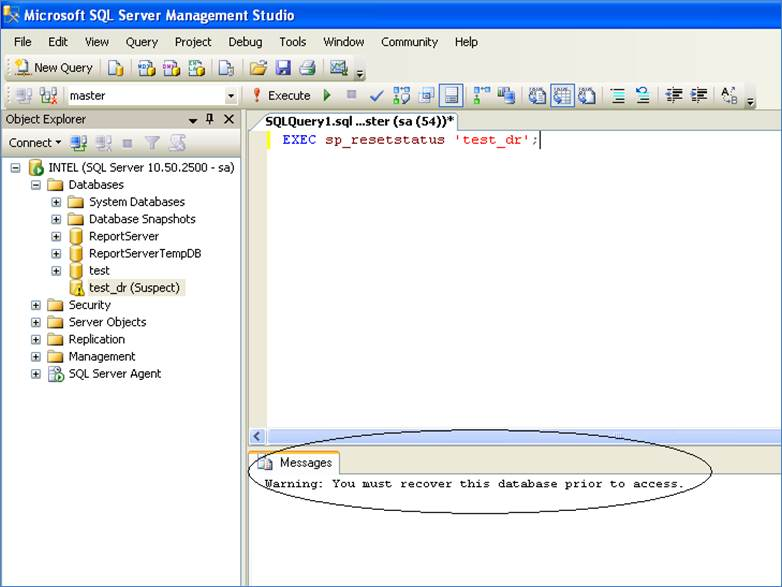 Microsoft SQL Server Management Studio
File Edit View Query Project Debug Tools Window Community Help
New Query
master Execute
Object Explorer
SQLQuery1.sql ...ster (sa (54))*
Connect
EXEC sp_resetstatus 'test_dr';
INTEL (SQL Server 10.50.2500 - sa)
Databases
System Databases
Database Snapshots
ReportServer
ReportServerTempDB
test
test_dr (Suspect)
Security
Server Objects
Replication
Management
SQL Server Agent
Messages
Warning: You must recover this database prior to access.